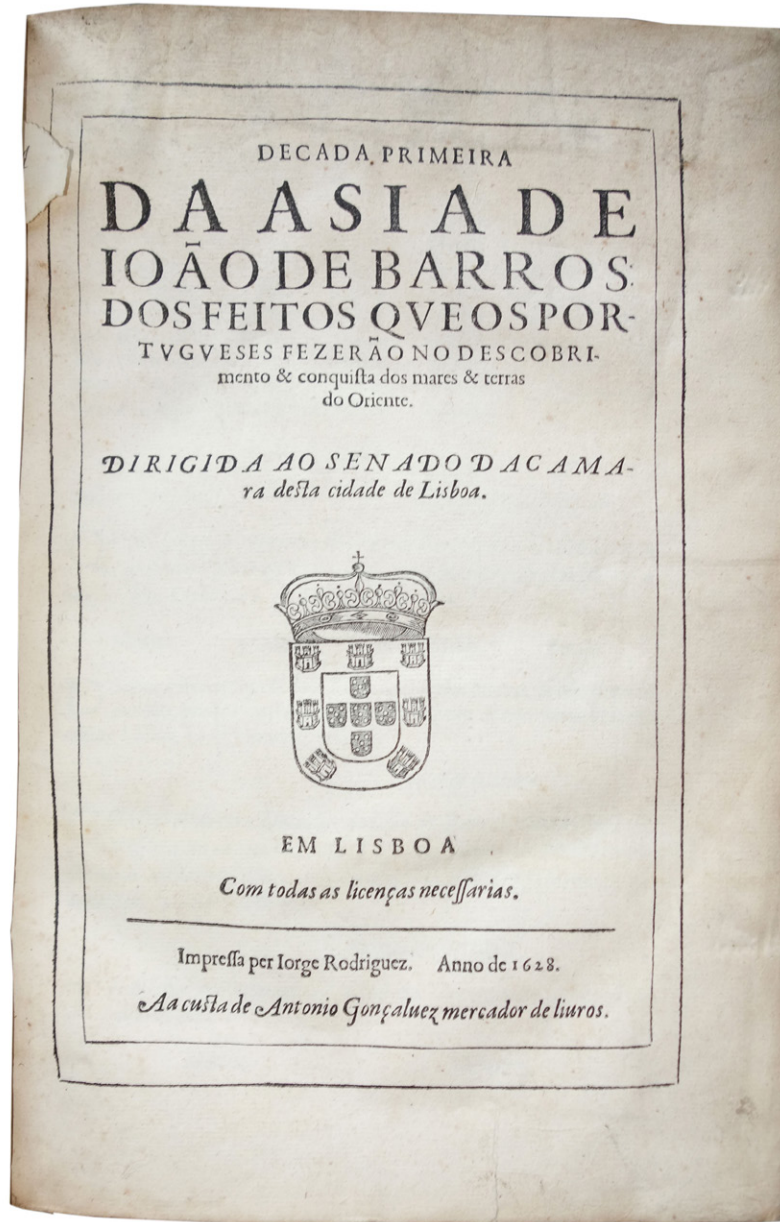 DECADA PRIMEIRA
DA ASIA DE
IOÃO DE BARROS
DOS FEITOS QVE OS POR-
TVGVESES FEZERÃO NO DESCOBRI-
mento & conquiſta dos mares & terras
do Oriente.
DIRIGIDA AO SENADO DA CAMA-
ra deſta cidade de Lisboa.
EM LISBOA
Com todas as licenças neceſſarias.
Impreſſa per Iorge Rodriguez. Anno de 1628.
Aa cuſta de Antonio Gonçaluez mercador de liuros.